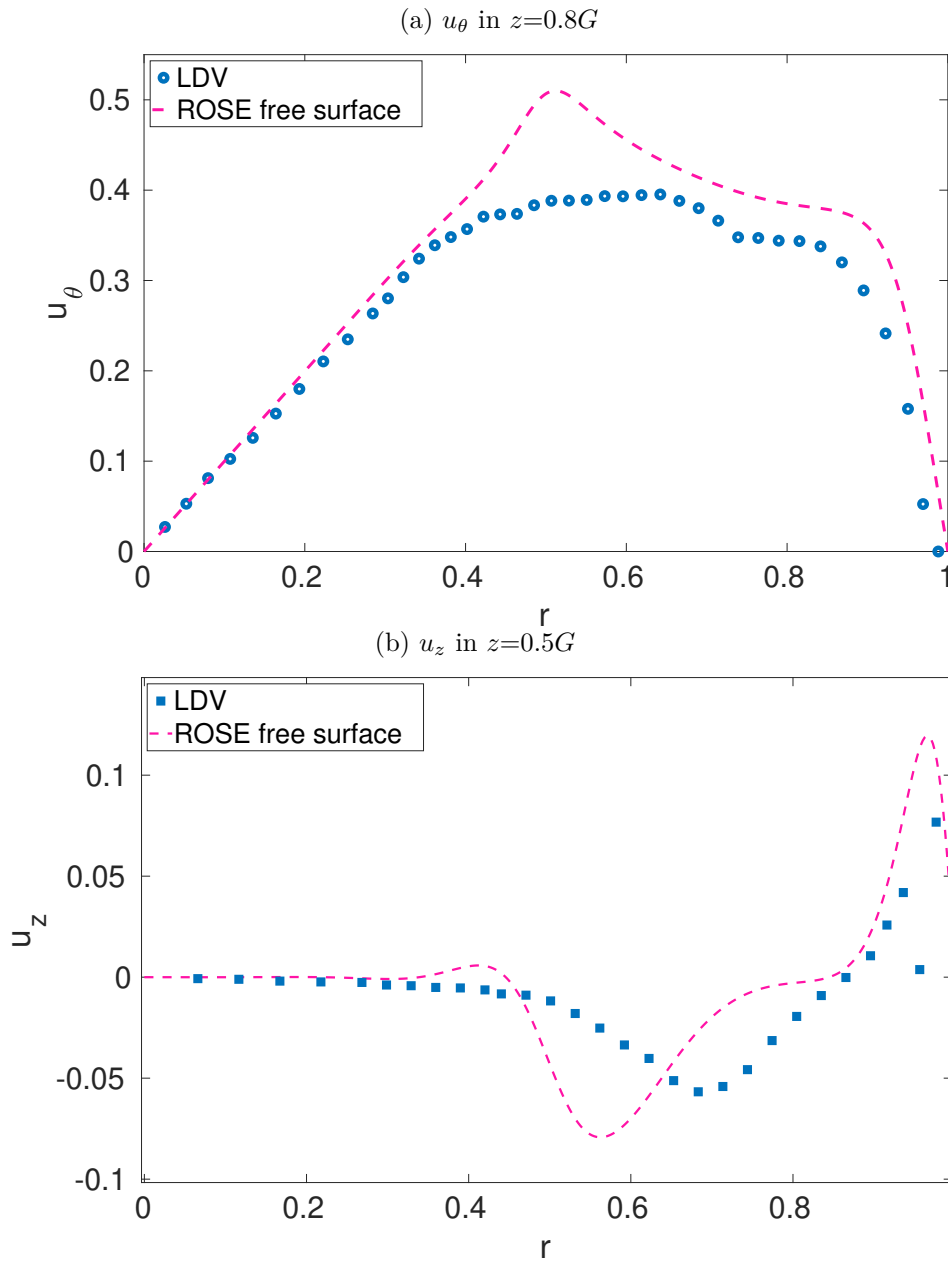 (a) u_θ in z=0.8G
LDV
ROSE free surface
0.5
0.4
0.3
0.2
0.1
0
u_θ
0 0.2 0.4 0.6 0.8 1
r
(b) u_z in z=0.5G
LDV
ROSE free surface
0.1
0.05
0
-0.05
-0.1
u_z
0 0.2 0.4 0.6 0.8
r